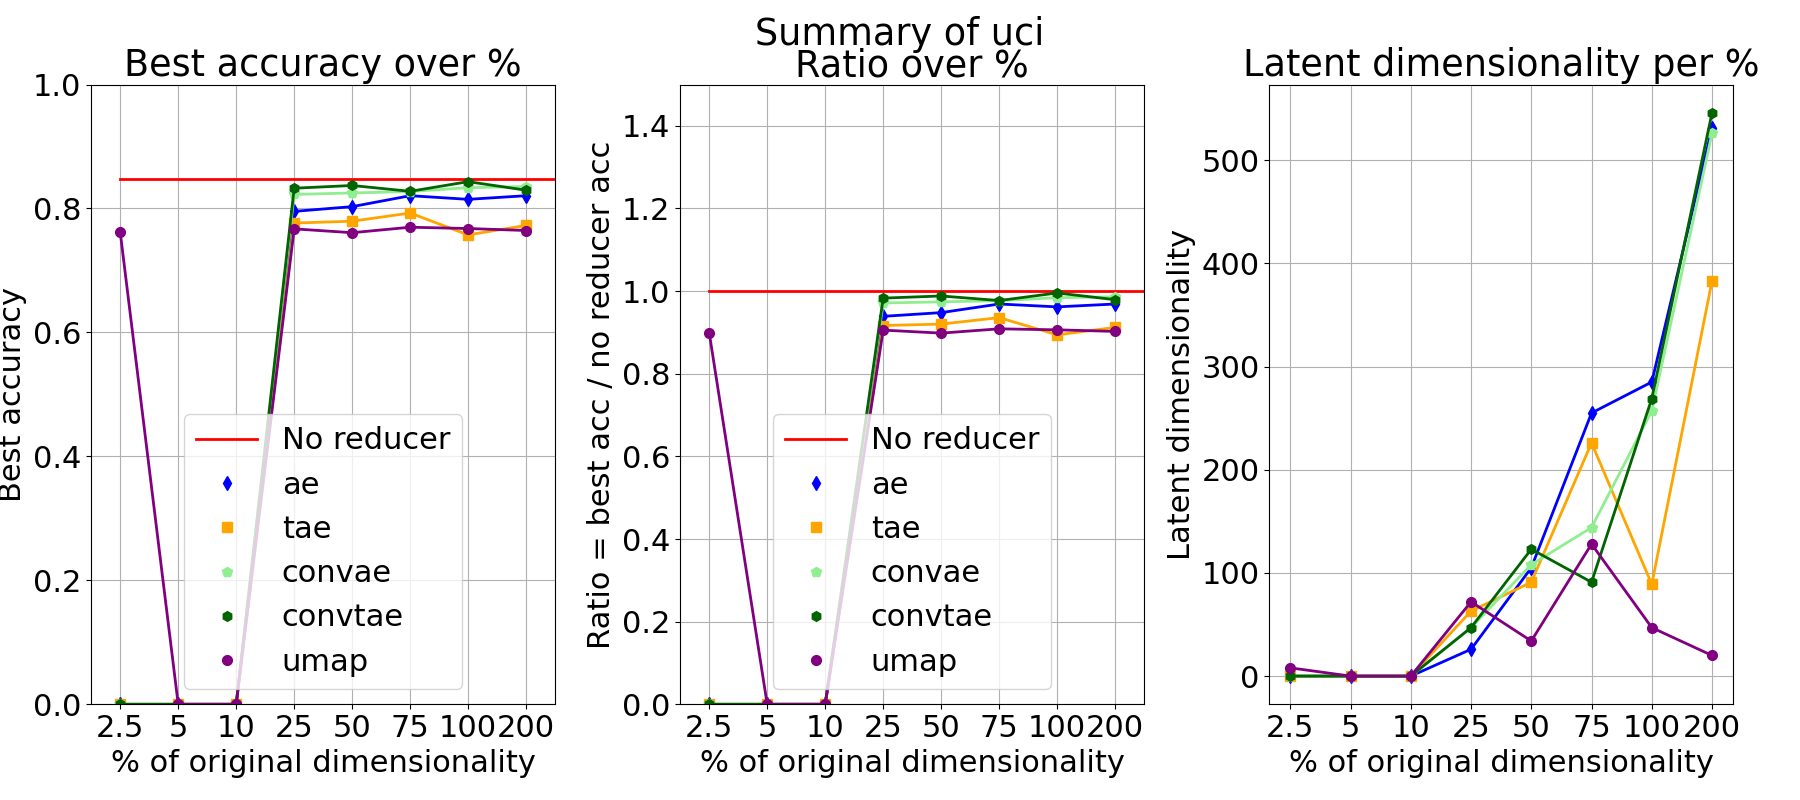 Summary of uci
Best accuracy over %
1.0
0.8
0.6
0.4
0.2
0.0
Best accuracy
No reducer
ae
tae
convae
convtae
umap
2.5 5 10 25 50 75 100 200
% of original dimensionality
Ratio over %
1.4
1.2
1.0
0.8
0.6
0.4
0.2
0.0
Ratio = best acc / no reducer acc
No reducer
ae
tae
convae
convtae
umap
2.5 5 10 25 50 75 100 200
% of original dimensionality
Latent dimensionality per %
500
400
300
200
100
0
Latent dimensionality
2.5 5 10 25 50 75 100 200
% of original dimensionality